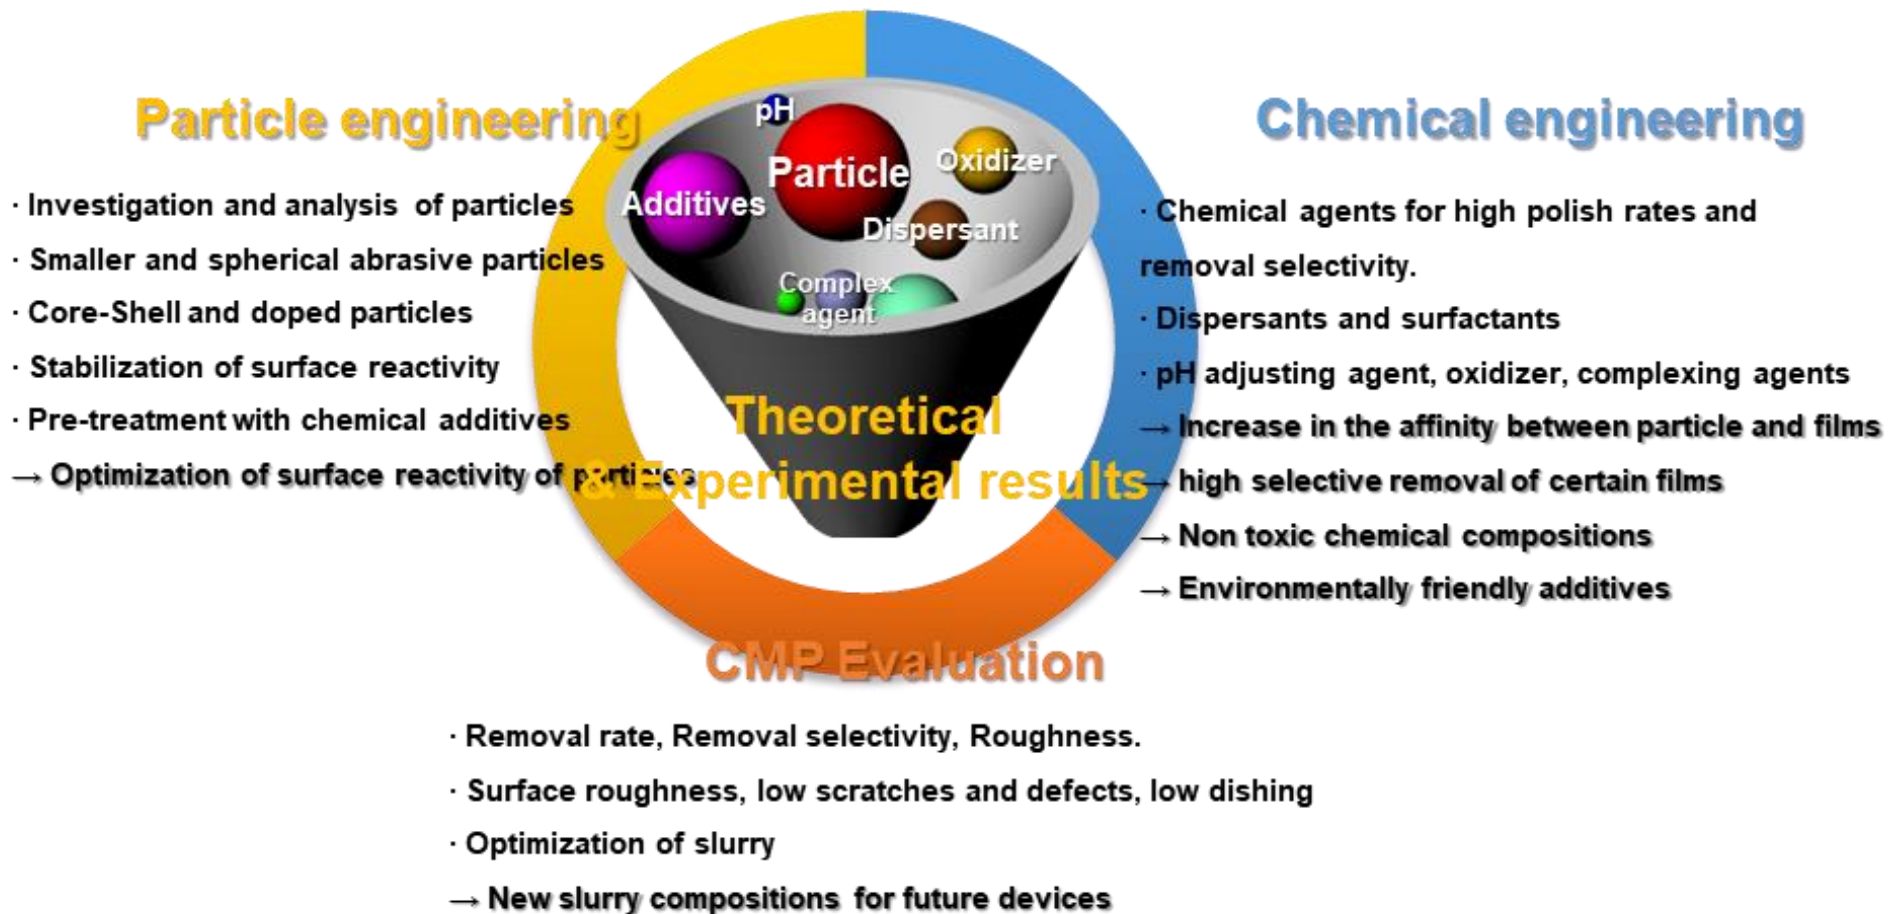 Particle engineering
· Investigation and analysis of particles
· Smaller and spherical abrasive particles
· Core-Shell and doped particles
· Stabilization of surface reactivity
· Pre-treatment with chemical additives
→ Optimization of surface reactivity of particles
pH
Particle
Oxidizer
Additives
Dispersant
Complex
agent
Theoretical
& Experimental results
Chemical engineering
· Chemical agents for high polish rates and
removal selectivity.
· Dispersants and surfactants
· pH adjusting agent, oxidizer, complexing agents
→ Increase in the affinity between particle and films
→ high selective removal of certain films
→ Non toxic chemical compositions
→ Environmentally friendly additives
CMP Evaluation
· Removal rate, Removal selectivity, Roughness.
· Surface roughness, low scratches and defects, low dishing
· Optimization of slurry
→ New slurry compositions for future devices